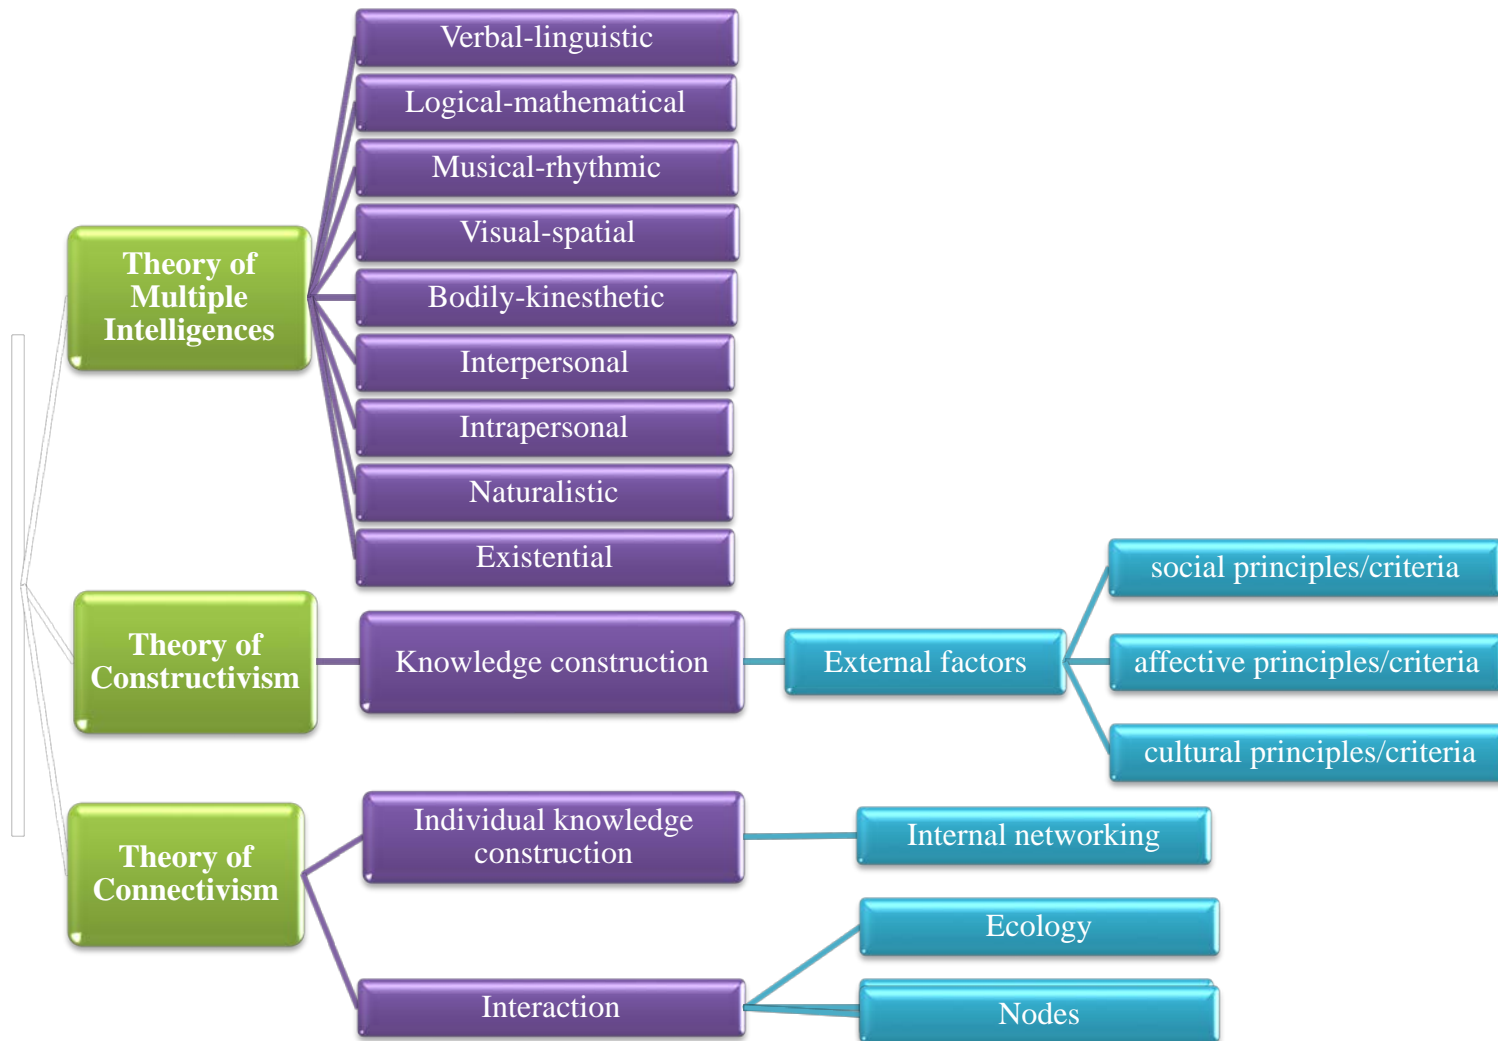 Verbal-linguistic
Logical-mathematical
Musical-rhythmic
Visual-spatial
Theory of
Multiple
Intelligences
Bodily-kinesthetic
Interpersonal
Intrapersonal
Naturalistic
Existential
social principles/criteria
Theory of
Constructivism
Knowledge construction
External factors
affective principles/criteria
cultural principles/criteria
Theory of
Connectivism
Individual knowledge
construction
Internal networking
Ecology
Interaction
Nodes